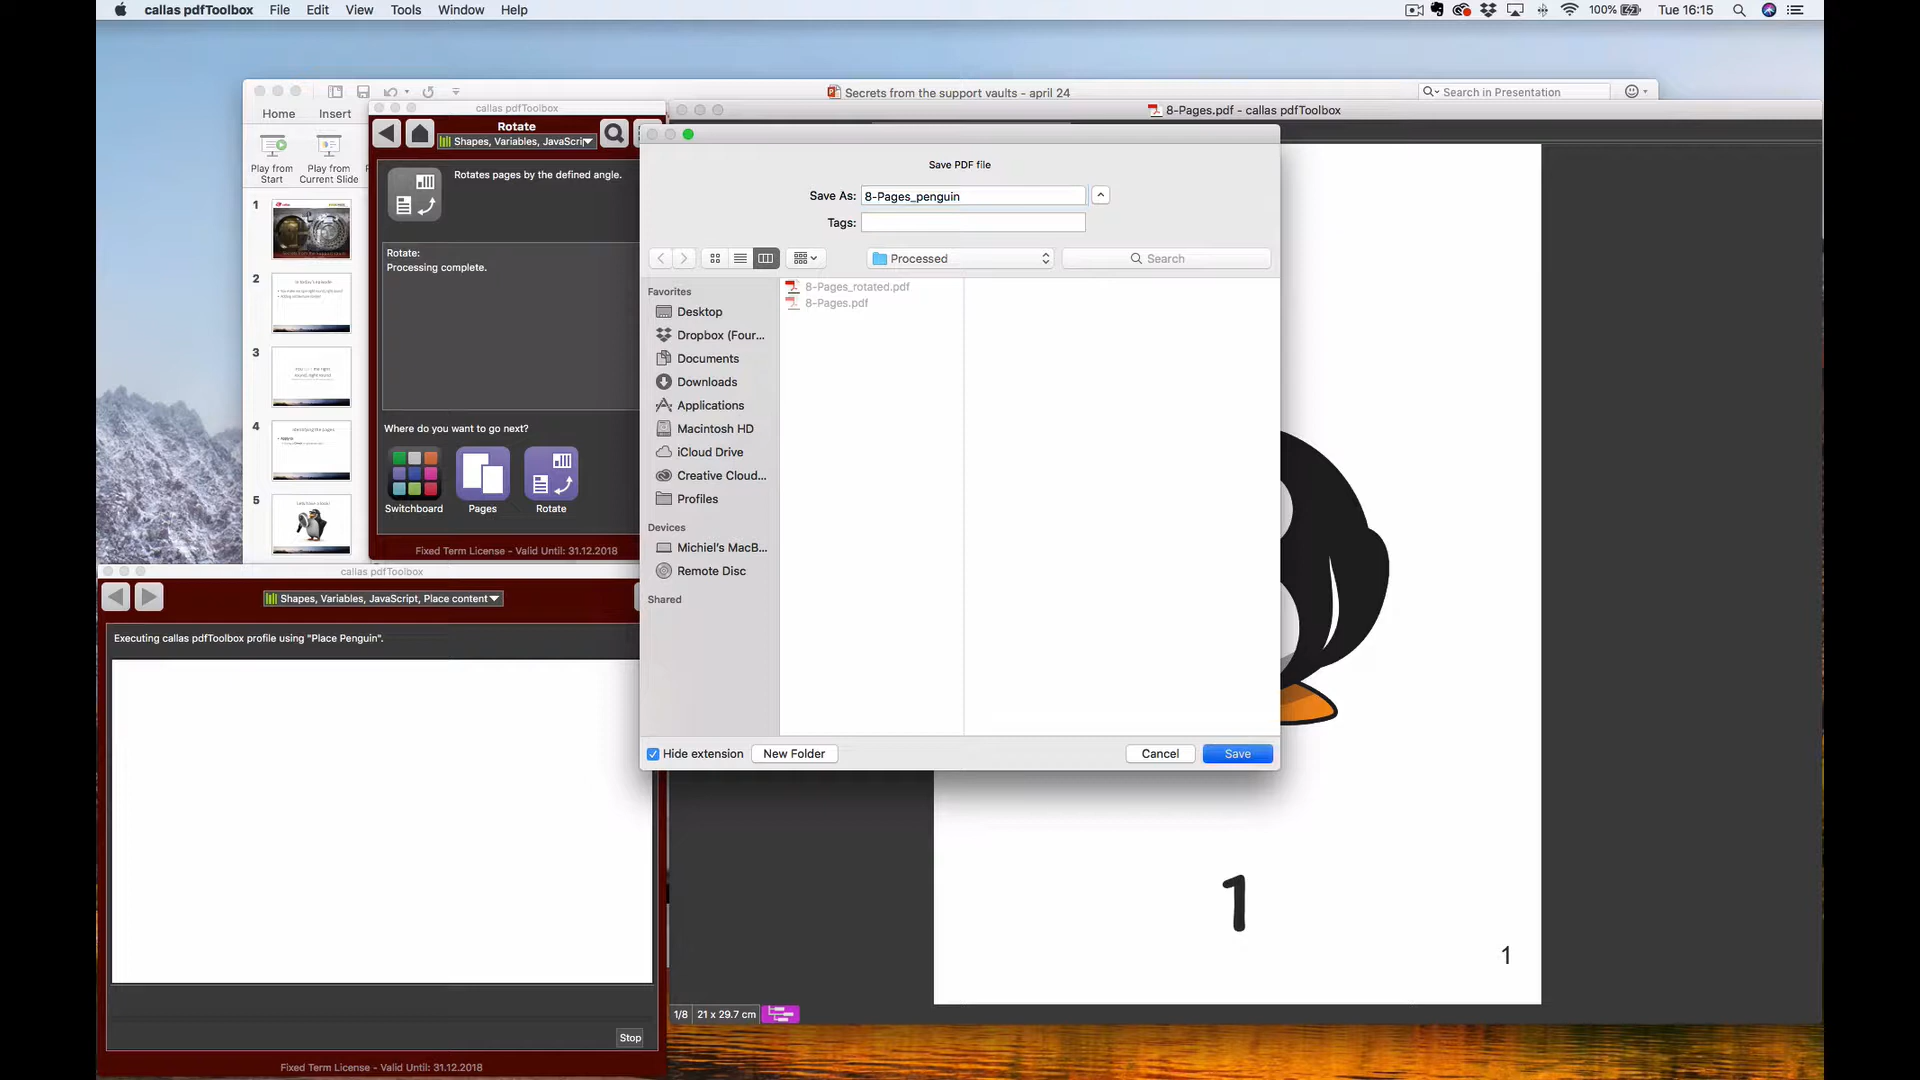 callas pdfToolbox File Edit View Tools Window Help
100% Tue 16:15
Secrets from the support vaults - april 24
Search in Presentation
Home Insert
Play from
Start
Play from
Current Slide
1
2
3
4
5
callas pdfToolbox
Rotate
Shapes, Variables, JavaScri
Rotates pages by the defined angle.
Rotate:
Processing complete.
Where do you want to go next?
Switchboard Pages Rotate
Fixed Term License - Valid Until: 31.12.2018
8-Pages.pdf - callas pdfToolbox
Save PDF file
Save As: 8-Pages_penguin
Tags:
Processed
Search
Favorites
Desktop
Dropbox (Four...
Documents
Downloads
Applications
Macintosh HD
iCloud Drive
Creative Cloud...
Profiles
Devices
Michiel's MacB...
Remote Disc
Shared
8-Pages_rotated.pdf
8-Pages.pdf
Hide extension
New Folder
Cancel
Save
callas pdfToolbox
Shapes, Variables, JavaScript, Place content
Executing callas pdfToolbox profile using "Place Penguin".
Stop
Fixed Term License - Valid Until: 31.12.2018
1
1
1/8 21 x 29.7 cm